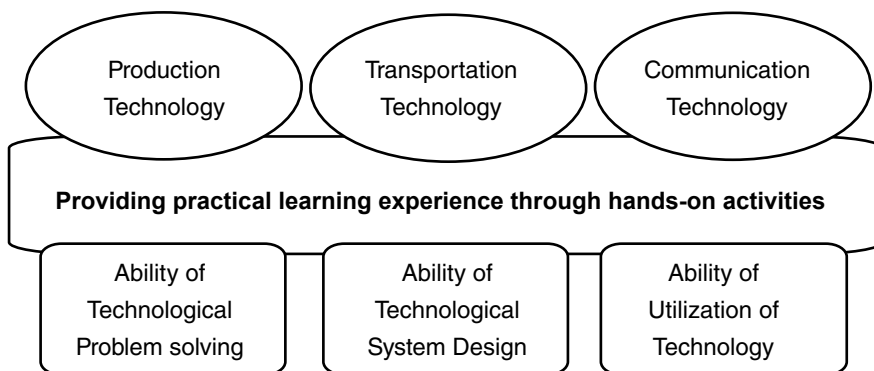 Production
Technology
Transportation
Technology
Communication
Technology
Providing practical learning experience through hands-on activities
Ability of
Technological
Problem solving
Ability of
Technological
System Design
Ability of
Utilization of
Technology